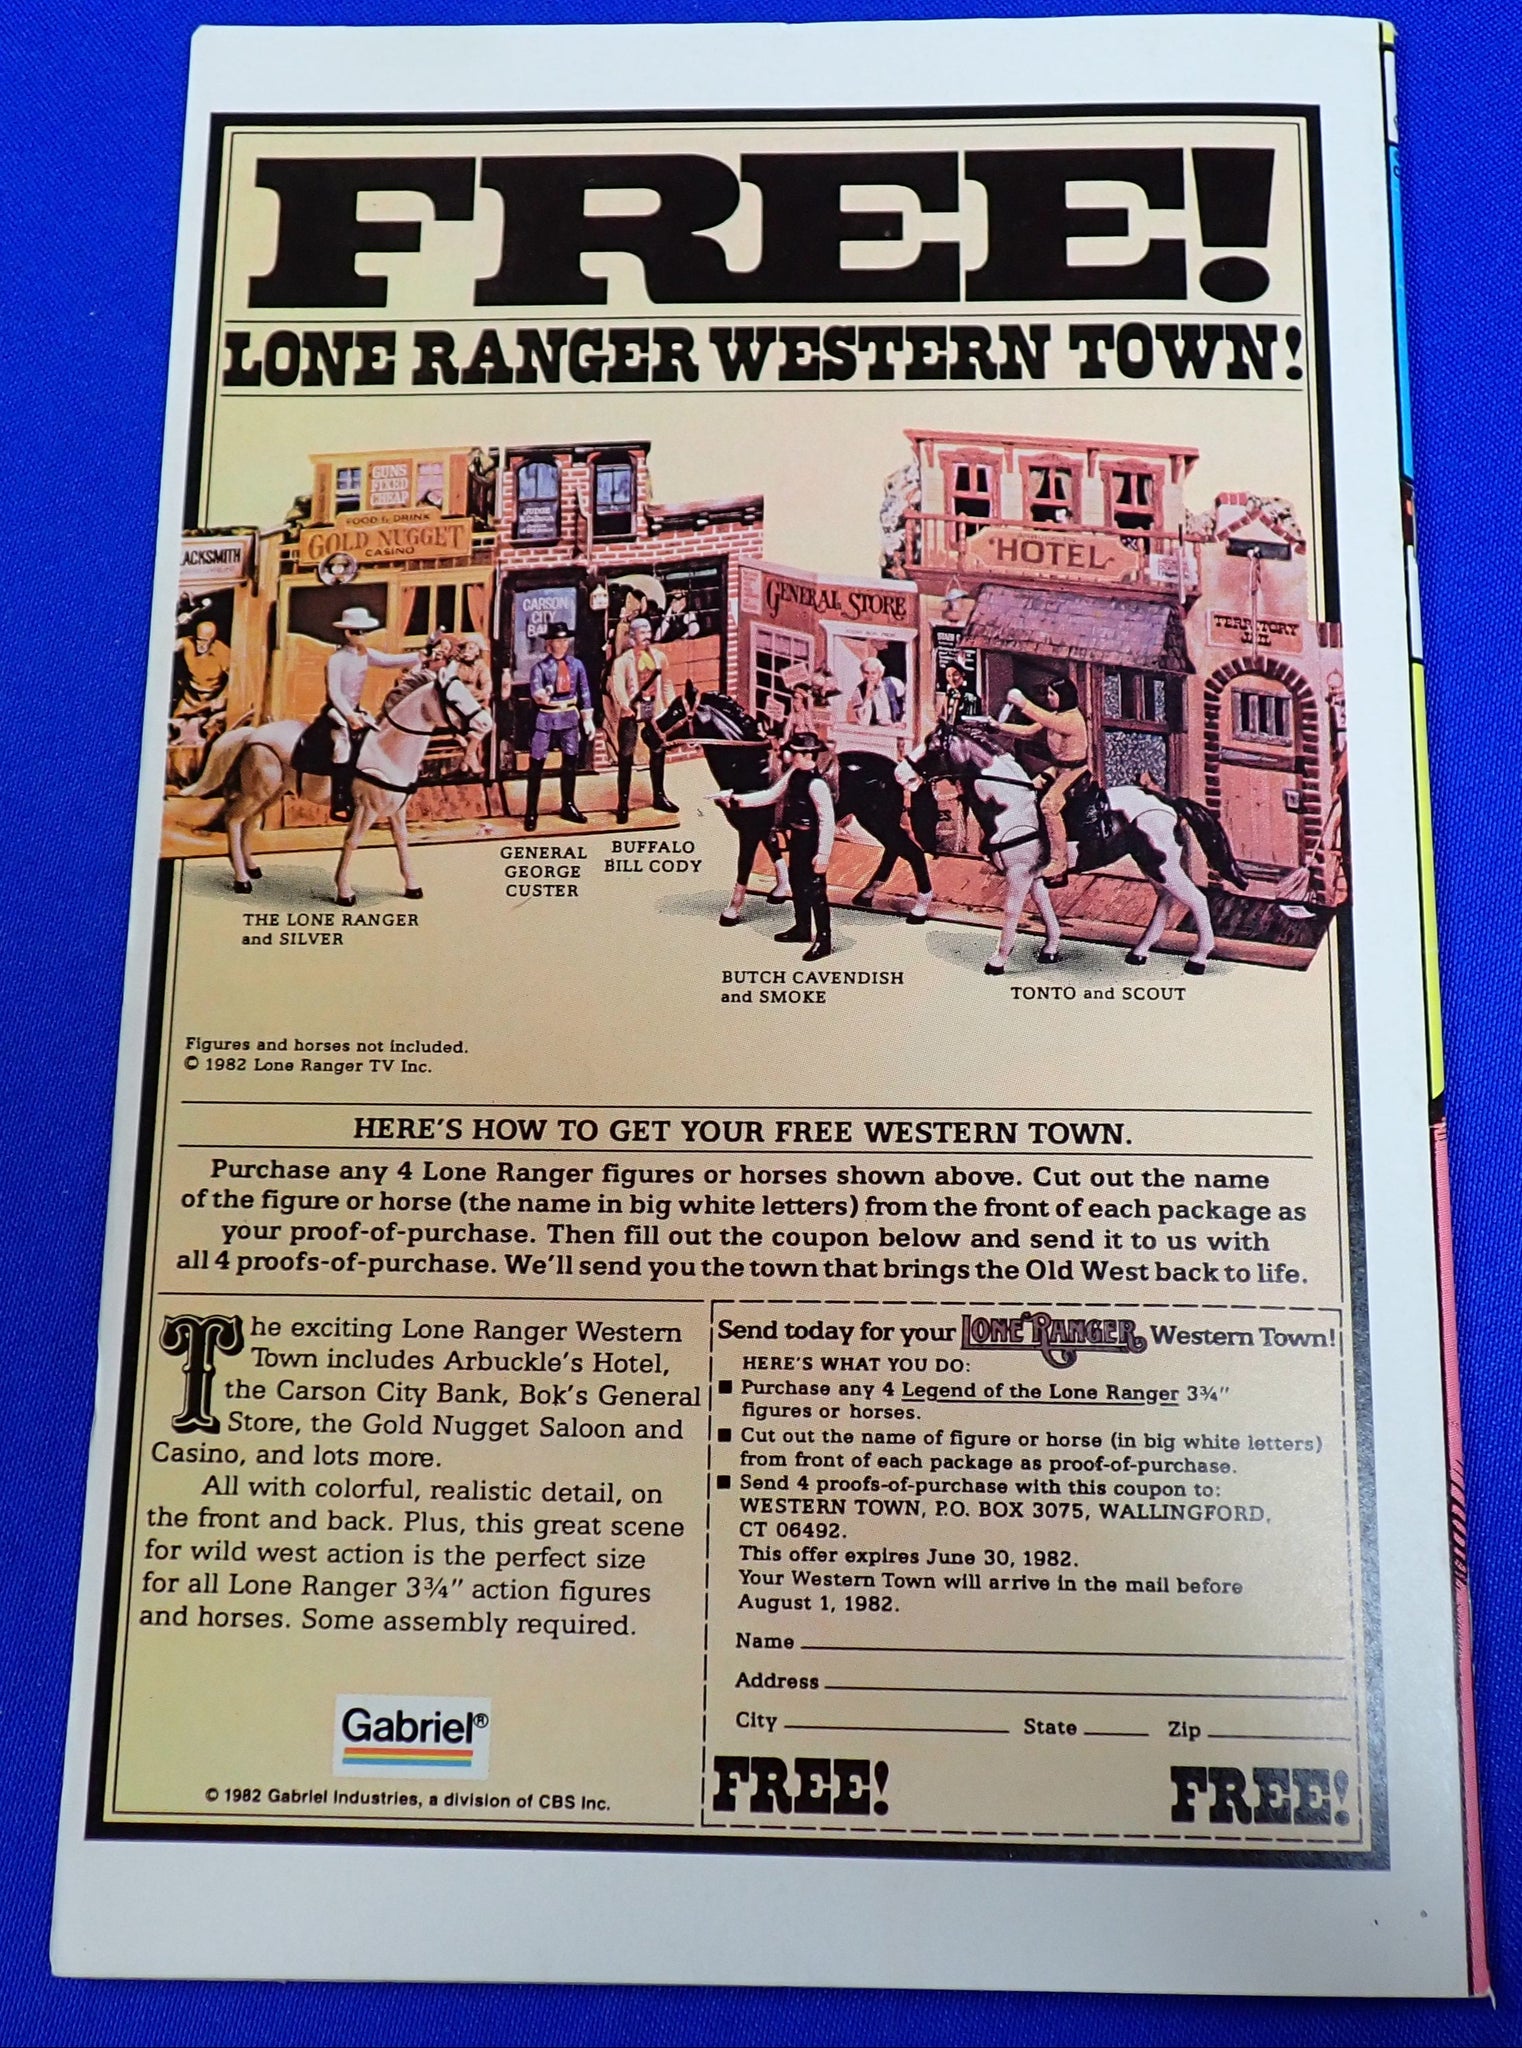 FREE!
LONE RANGER WESTERN TOWN!
GUNS
FIXED
CHEAP
FOOD & DRINK
GOLD NUGGET
CASINO
ACKSMITH
JUDGE
CARSON
CITY
BA
GENERAL STORE
HOTEL
TERRITORY
JAIL
THE LONE RANGER
and SILVER
GENERAL
GEORGE
CUSTER
BUFFALO
BILL CODY
BUTCH CAVENDISH
and SMOKE
TONTO and SCOUT
Figures and horses not included.
© 1982 Lone Ranger TV Inc.
HERE'S HOW TO GET YOUR FREE WESTERN TOWN.
Purchase any 4 Lone Ranger figures or horses shown above. Cut out the name
of the figure or horse (the name in big white letters) from the front of each package as
your proof-of-purchase. Then fill out the coupon below and send it to us with
all 4 proofs-of-purchase. We'll send you the town that brings the Old West back to life.
The exciting Lone Ranger Western
Town includes Arbuckle's Hotel,
the Carson City Bank, Bok's General
Store, the Gold Nugget Saloon and
Casino, and lots more.
All with colorful, realistic detail, on
the front and back. Plus, this great scene
for wild west action is the perfect size
for all Lone Ranger 3¾" action figures
and horses. Some assembly required.
Gabriel®
© 1982 Gabriel Industries, a division of CBS Inc.
Send today for your LONE RANGER Western Town!
HERE'S WHAT YOU DO:
■ Purchase any 4 Legend of the Lone Ranger 3¾"
figures or horses.
■ Cut out the name of figure or horse (in big white letters)
from front of each package as proof-of-purchase.
■ Send 4 proofs-of-purchase with this coupon to:
WESTERN TOWN, P.O. BOX 3075, WALLINGFORD,
CT 06492.
This offer expires June 30, 1982.
Your Western Town will arrive in the mail before
August 1, 1982.
Name
Address
City State Zip
FREE! FREE!